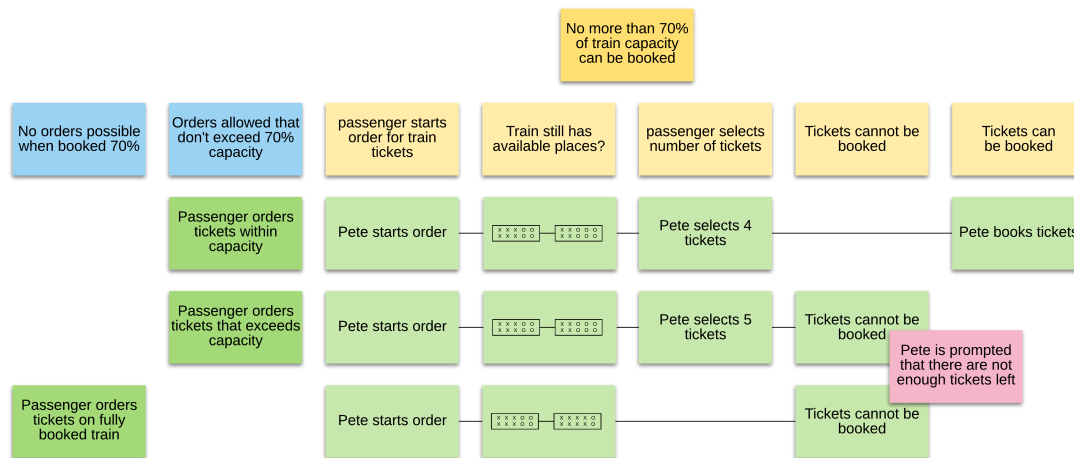 No more than 70%
of train capacity
can be booked
No orders possible
when booked 70%
Orders allowed that
don't exceed 70%
capacity
passenger starts
order for train
tickets
Train still has
available places?
passenger selects
number of tickets
Tickets cannot be
booked
Tickets can
be booked
Passenger orders
tickets within
capacity
Pete starts order
X X X O O
X X X O O
X X O O O
X X O O O
Pete selects 4
tickets
Pete books tickets
Passenger orders
tickets that exceeds
capacity
Pete starts order
X X X O O
X X X O O
X X O O O
X X O O O
Pete selects 5
tickets
Tickets cannot be
booked
Pete is prompted
that there are not
enough tickets left
Passenger orders
tickets on fully
booked train
Pete starts order
X X X O O
X X X O O
X X X X O
X X X X O
Tickets cannot be
booked